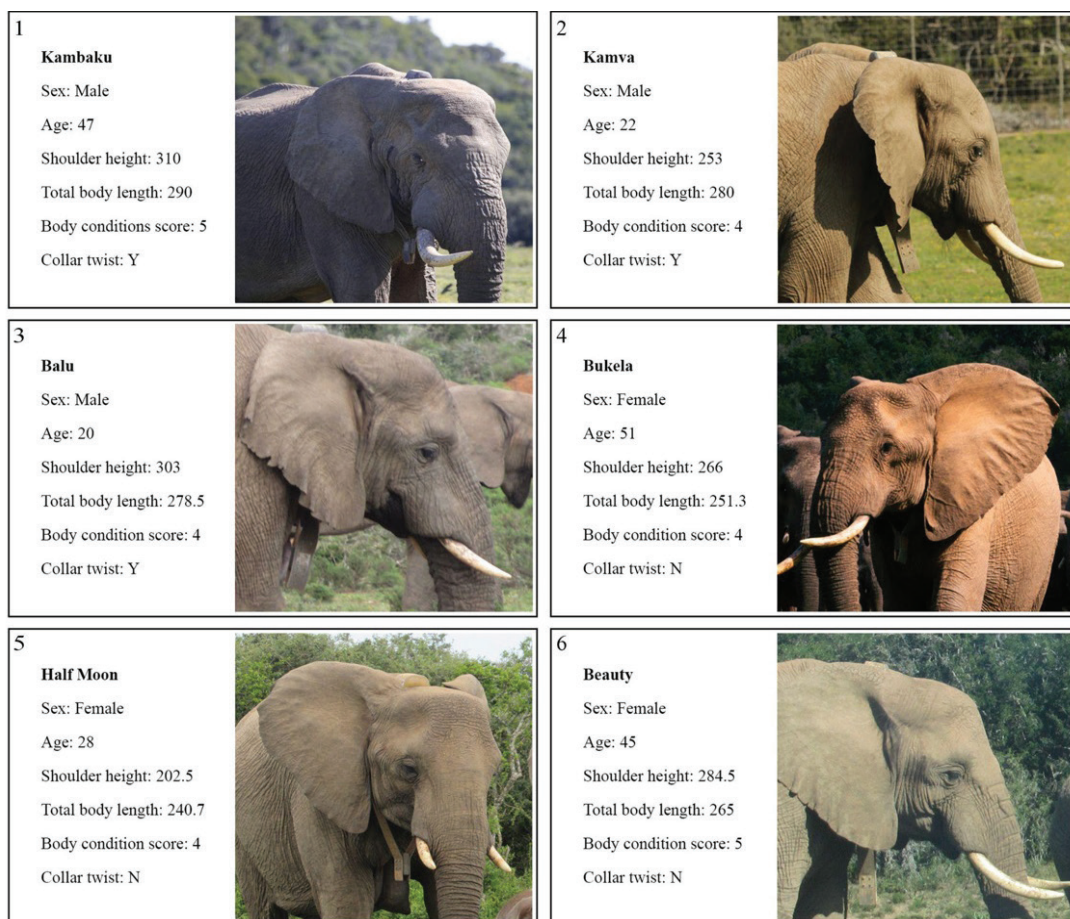 1
Kambaku
Sex: Male
Age: 47
Shoulder height: 310
Total body length: 290
Body conditions score: 5
Collar twist: Y
2
Kamva
Sex: Male
Age: 22
Shoulder height: 253
Total body length: 280
Body condition score: 4
Collar twist: Y
3
Balu
Sex: Male
Age: 20
Shoulder height: 303
Total body length: 278.5
Body condition score: 4
Collar twist: Y
4
Bukela
Sex: Female
Age: 51
Shoulder height: 266
Total body length: 251.3
Body condition score: 4
Collar twist: N
5
Half Moon
Sex: Female
Age: 28
Shoulder height: 202.5
Total body length: 240.7
Body condition score: 4
Collar twist: N
6
Beauty
Sex: Female
Age: 45
Shoulder height: 284.5
Total body length: 265
Body condition score: 5
Collar twist: N